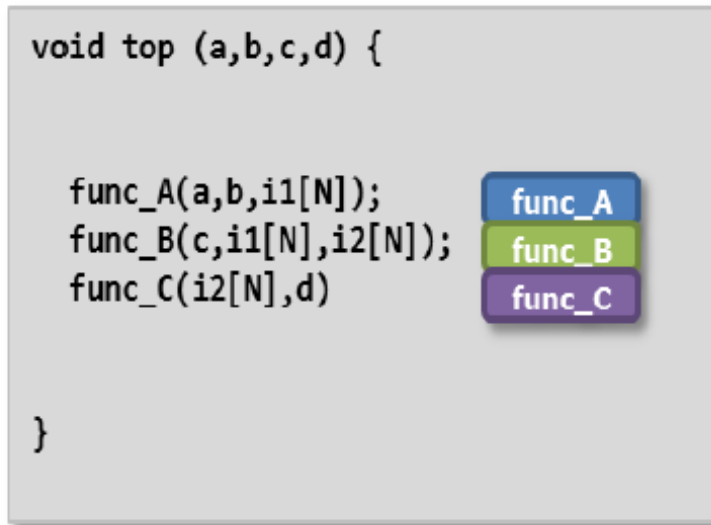 void top (a,b,c,d) {
func_A(a,b,i1[N]);
func_A
func_B(c,i1[N],i2[N]);
func_B
func_C(i2[N],d)
func_C
}